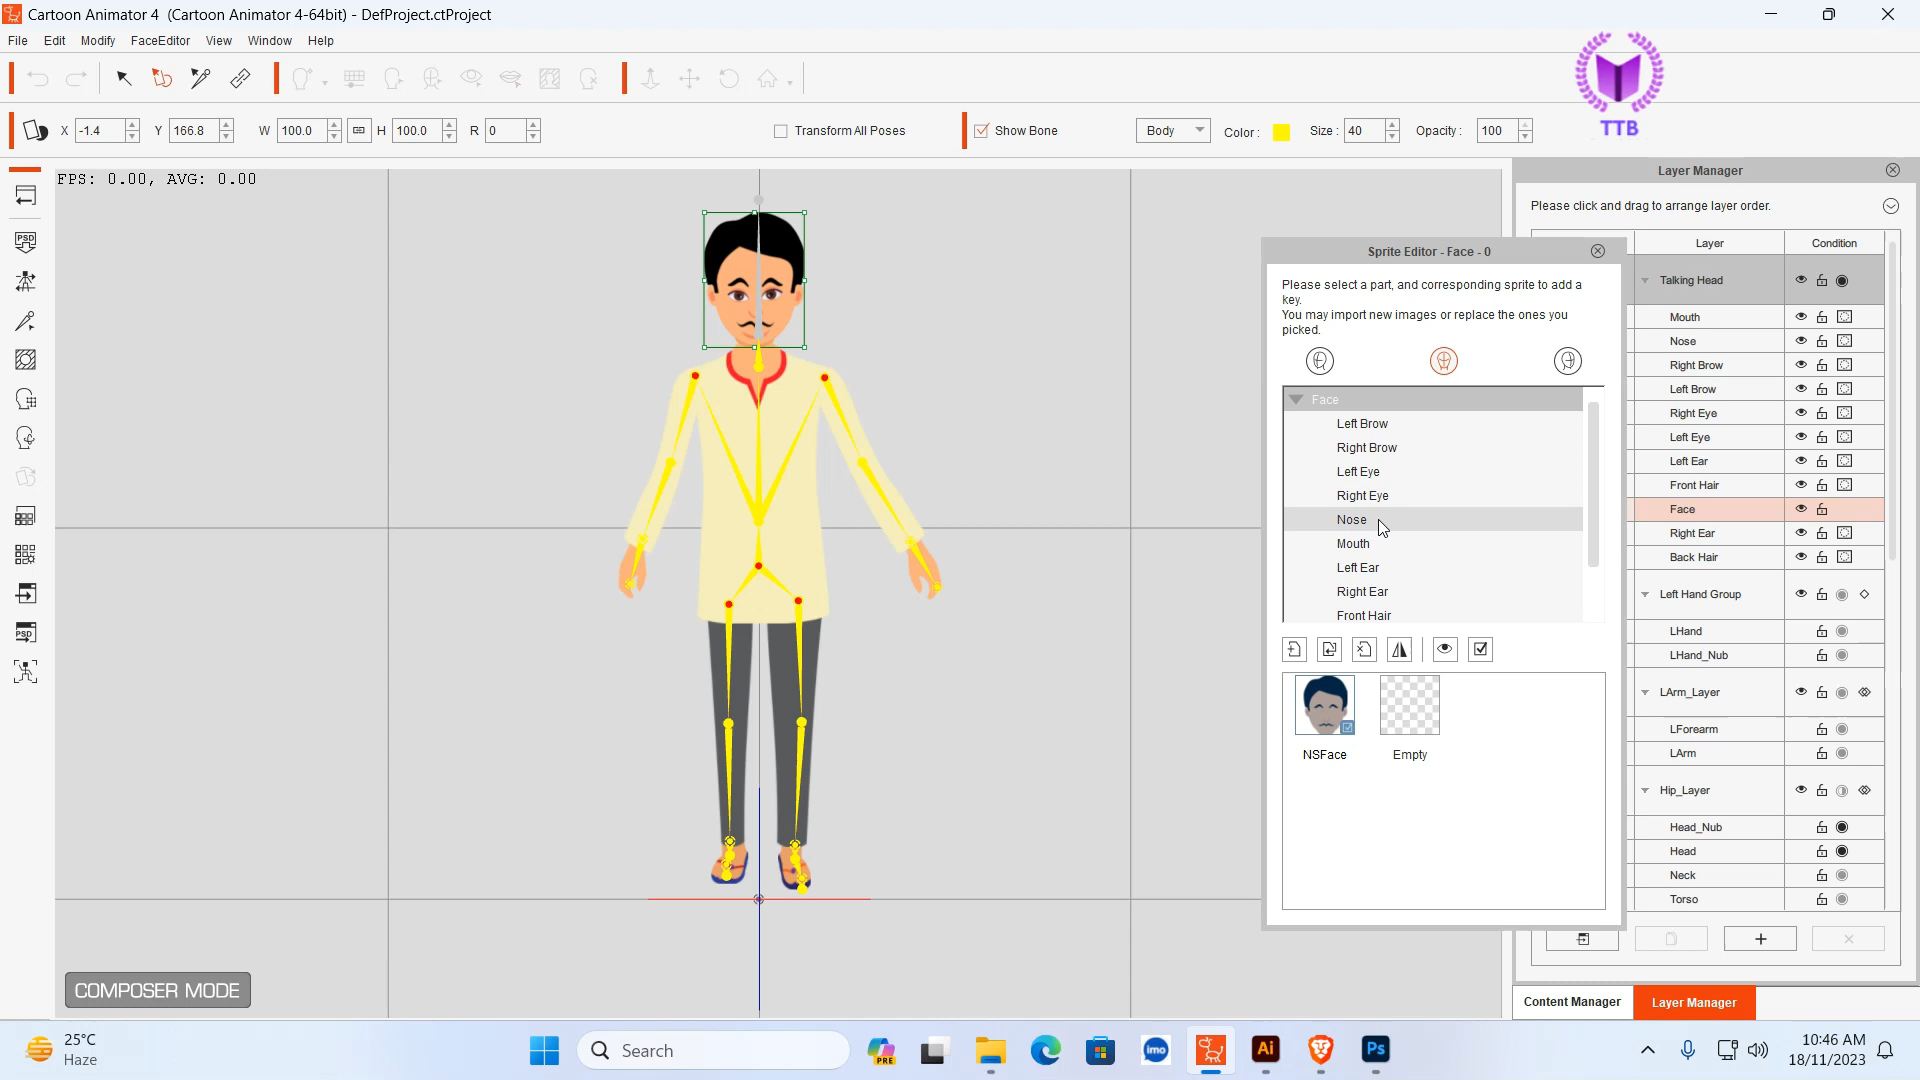 Cartoon Animator 4  (Cartoon Animator 4-64bit) - DefProject.ctProject
File Edit Modify FaceEditor View Window Help
TTB
X -1.4 Y 166.8 W 100.0 H 100.0 R 0 Transform All Poses Show Bone Body Color : Size : 40 Opacity : 100
FPS: 0.00, AVG: 0.00
Layer Manager
Please click and drag to arrange layer order.
Layer Condition
Talking Head
Mouth
Nose
Right Brow
Left Brow
Right Eye
Left Eye
Left Ear
Front Hair
Face
Right Ear
Back Hair
Left Hand Group
LHand
LHand_Nub
LArm_Layer
LForearm
LArm
Hip_Layer
Head_Nub
Head
Neck
Torso
Sprite Editor - Face - 0
Please select a part, and corresponding sprite to add a
key.
You may import new images or replace the ones you
picked.
Face
Left Brow
Right Brow
Left Eye
Right Eye
Nose
Mouth
Left Ear
Right Ear
Front Hair
NSFace Empty
PSD
PSD
COMPOSER MODE
Content Manager Layer Manager
25°C
Haze
Search
PRE
imo
Ai
Ps
10:46 AM
18/11/2023